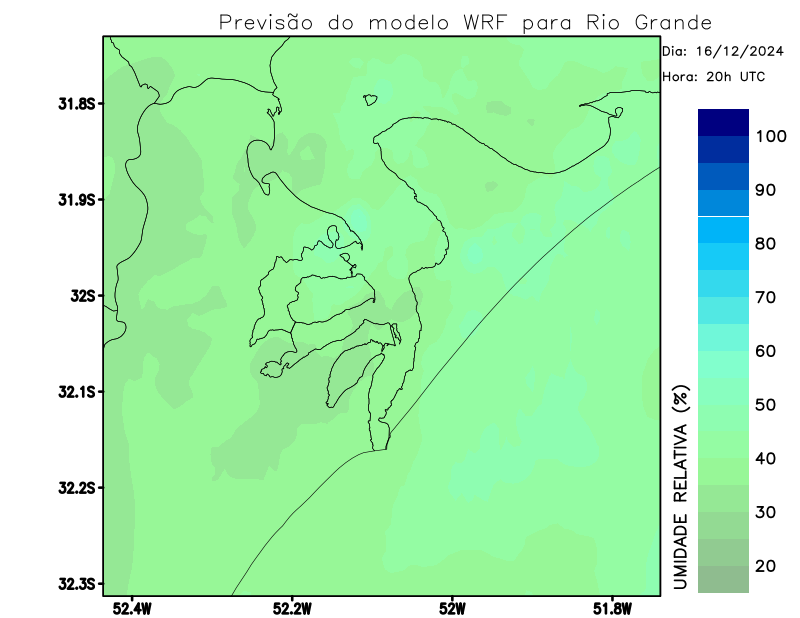 Previsão do modelo WRF para Rio Grande
Dia: 16/12/2024
Hora: 20h UTC
31.8S
31.9S
32S
32.1S
32.2S
32.3S
52.4W
52.2W
52W
51.8W
UMIDADE RELATIVA (%)
100
90
80
70
60
50
40
30
20